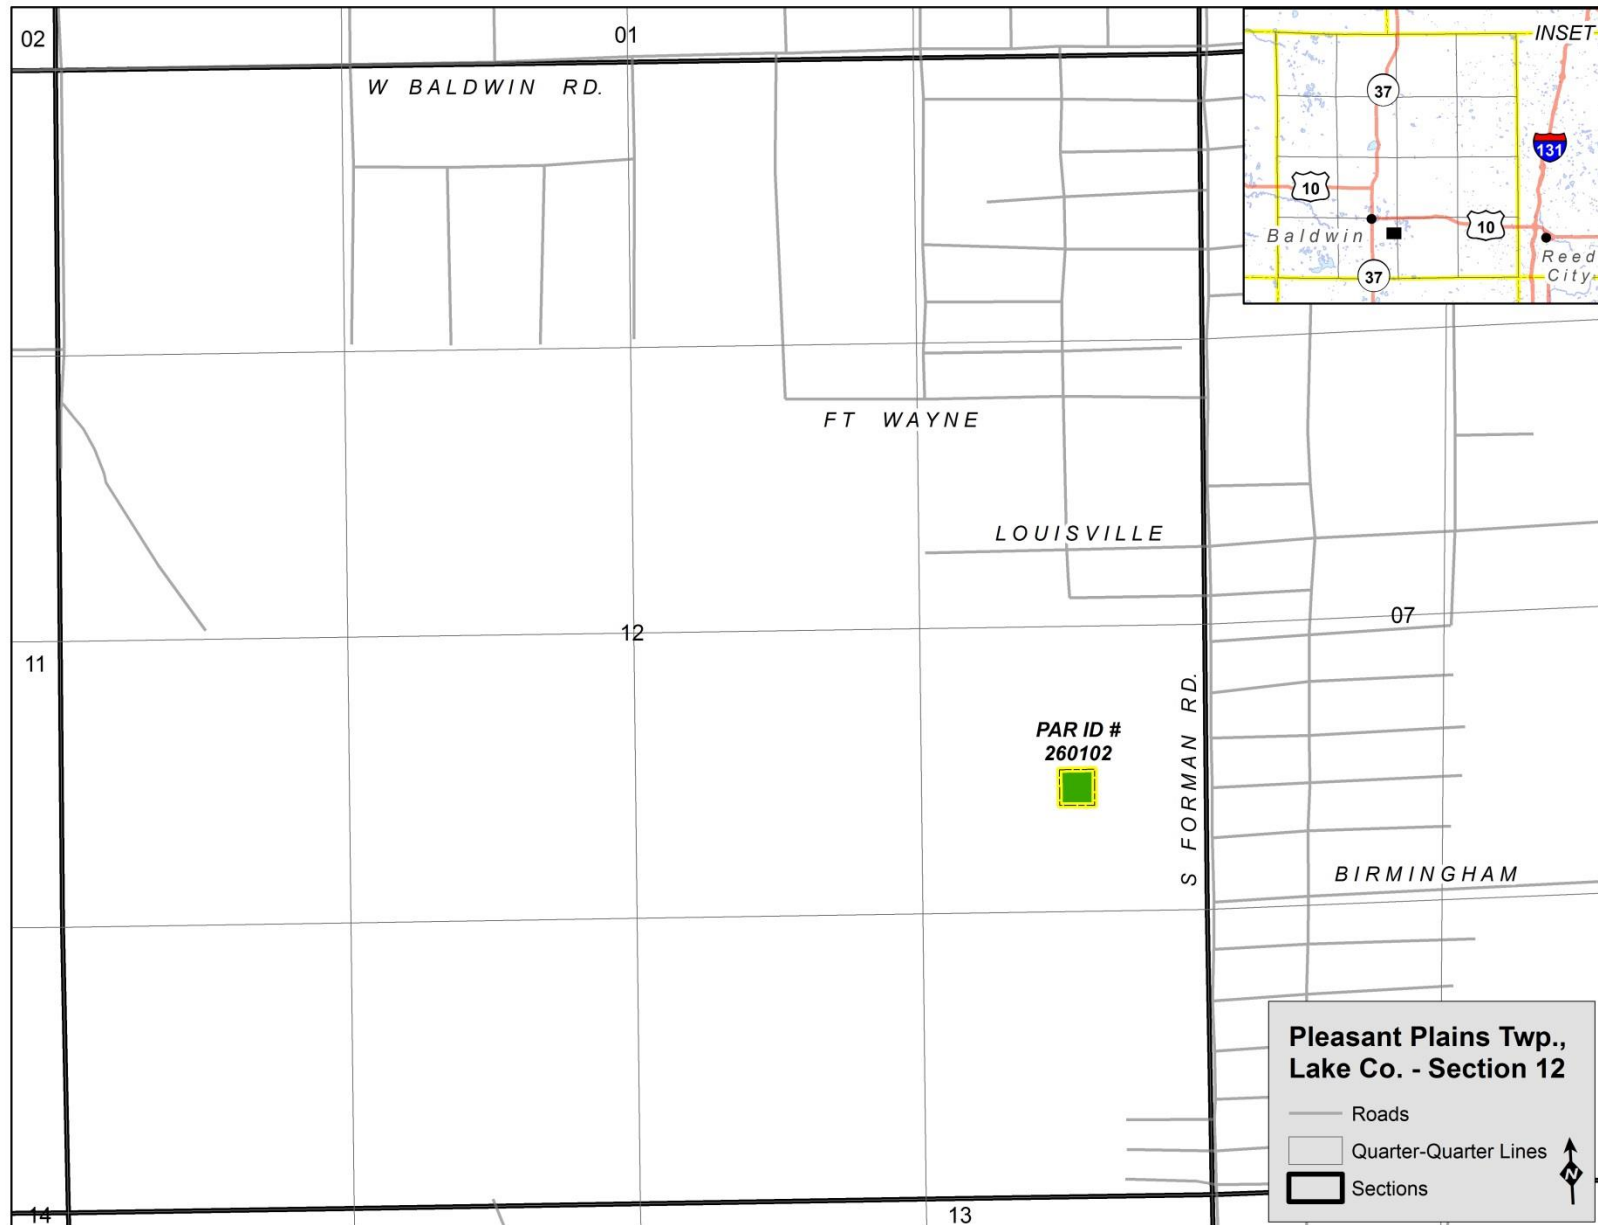 02
01
INSET
W BALDWIN RD.
37
131
10
10
Baldwin
Reed
City
37
FT WAYNE
LOUISVILLE
07
12
11
S FORMAN RD.
PAR ID #
260102
BIRMINGHAM
Pleasant Plains Twp.,
Lake Co. - Section 12
Roads
Quarter-Quarter Lines
N
Sections
14
13